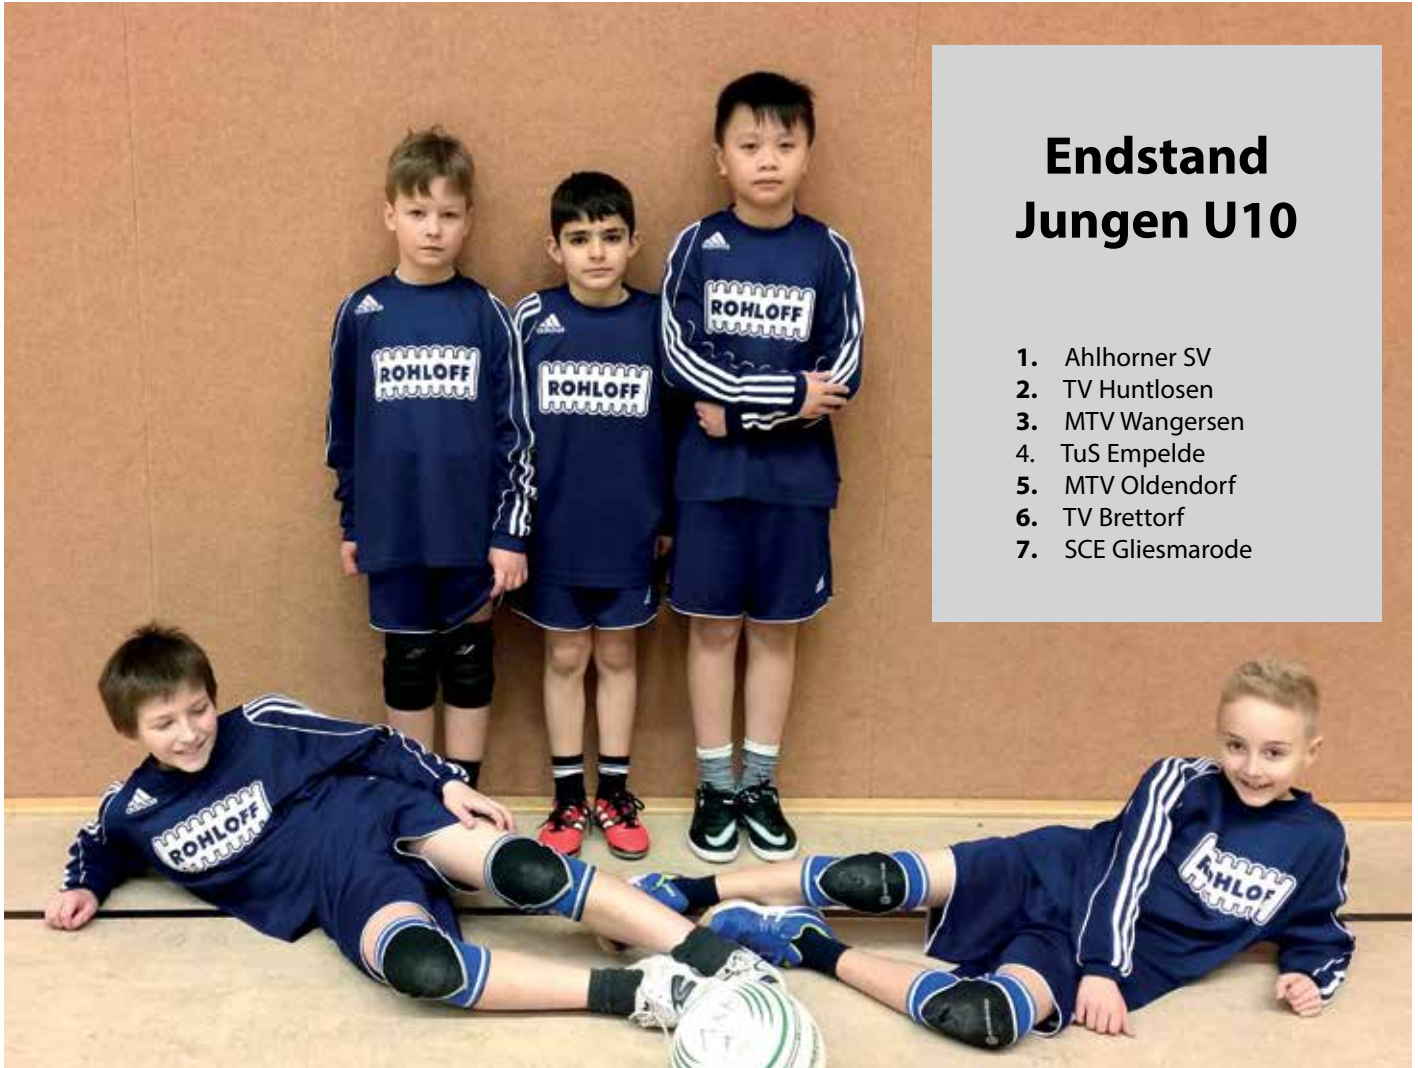 Endstand
Jungen U10
1. Ahlhorner SV
2. TV Huntlosen
3. MTV Wangersen
4. TuS Empelde
5. MTV Oldendorf
6. TV Brettorf
7. SCE Gliesmarode
ROHLOFF
ROHLOFF
ROHLOFF
ROHLOFF
ROHLOF